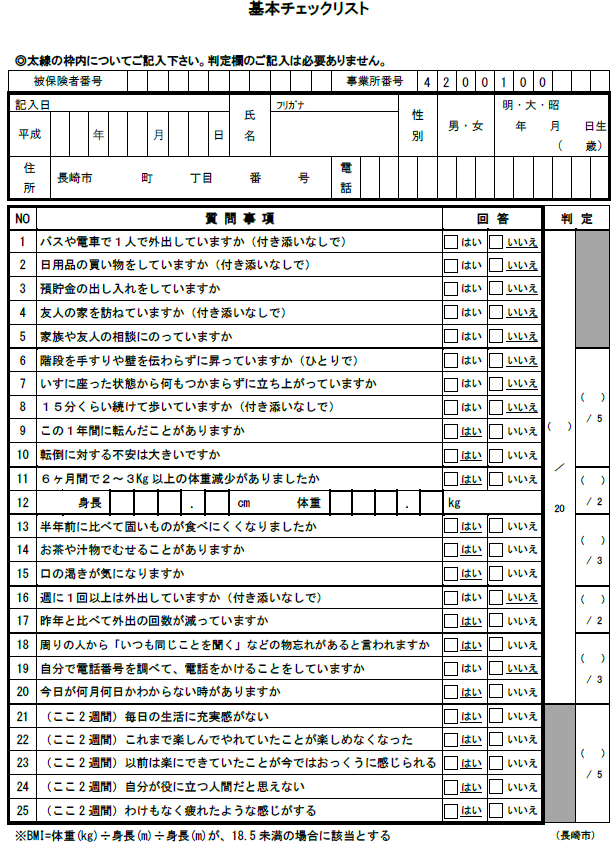 基本チェックリスト
◎太線の枠内についてご記入下さい。判定欄のご記入は必要ありません。
被保険者番号 事業所番号 4 2 0 0 1 0 0
記入日 氏名 フリガナ 性別 男・女 明・大・昭
平成 年 月 日 年 月 日生
( 歳)
住所 長崎市 町 丁目 番 号 電話
NO 質問事項 回答 判定
1 バスや電車で1人で外出していますか(付き添いなしで) はい いいえ
2 日用品の買い物をしていますか(付き添いなしで) はい いいえ
3 預貯金の出し入れをしていますか はい いいえ
4 友人の家を訪ねていますか(付き添いなしで) はい いいえ
5 家族や友人の相談にのっていますか はい いいえ
6 階段を手すりや壁を伝わらずに昇っていますか(ひとりで) はい いいえ
7 いすに座った状態から何もつかまらずに立ち上がっていますか はい いいえ
8 15分くらい続けて歩いていますか(付き添いなしで) はい いいえ ( ) / 5
9 この1年間に転んだことがありますか はい いいえ ( )
10 転倒に対する不安は大きいですか はい いいえ
11 6ヶ月間で2～3Kg以上の体重減少がありましたか はい いいえ / ( ) / 2
12 身長 . cm 体重 . kg 20
13 半年前に比べて固いものが食べにくくなりましたか はい いいえ
14 お茶や汁物でむせることがありますか はい いいえ ( ) / 3
15 口の渇きが気になりますか はい いいえ
16 週に1回以上は外出していますか(付き添いなしで) はい いいえ ( ) / 2
17 昨年と比べて外出の回数が減っていますか はい いいえ
18 周りの人から「いつも同じことを聞く」などの物忘れがあると言われますか はい いいえ
19 自分で電話番号を調べて、電話をかけることをしていますか はい いいえ ( ) / 3
20 今日が何月何日かわからない時がありますか はい いいえ
21 (ここ2週間)毎日の生活に充実感がない はい いいえ
22 (ここ2週間)これまで楽しんでやれていたことが楽しめなくなった はい いいえ
23 (ここ2週間)以前は楽にできていたことが今ではおっくうに感じられる はい いいえ ( ) / 5
24 (ここ2週間)自分が役に立つ人間だと思えない はい いいえ
25 (ここ2週間)わけもなく疲れたような感じがする はい いいえ
※BMI=体重(kg)÷身長(m)÷身長(m)が、18.5未満の場合に該当とする (長崎市)